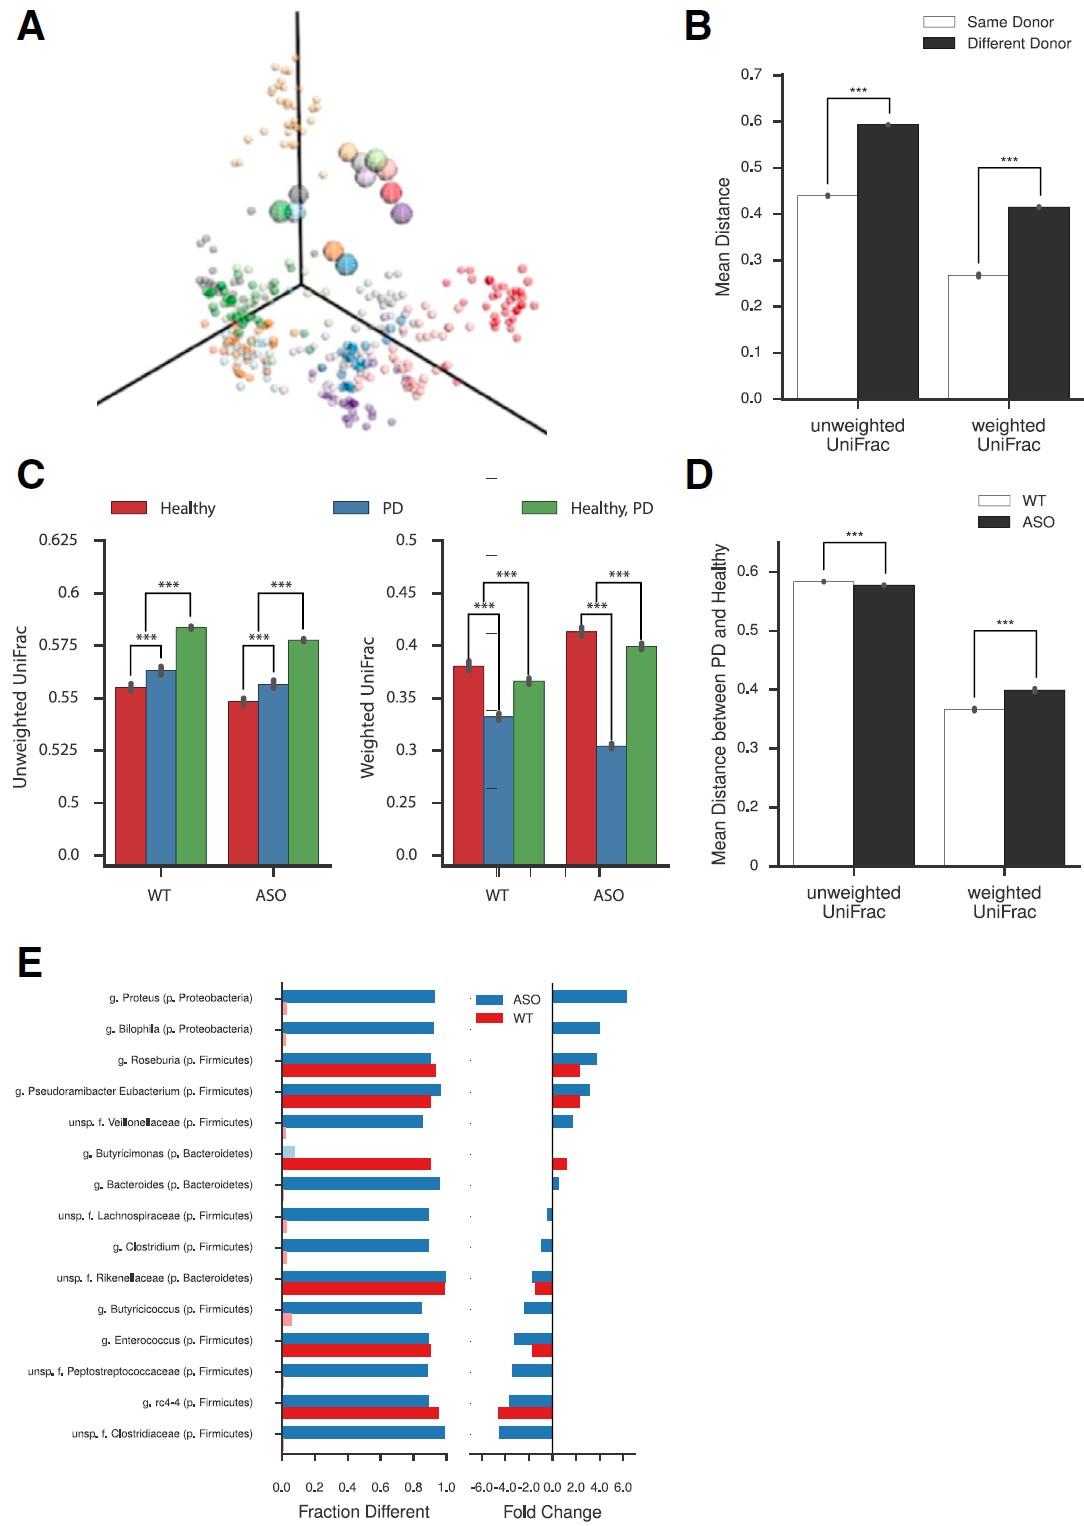 A
B
Same Donor
Different Donor
0.7
0.6
0.5
0.4
0.3
0.2
0.1
0.0
Mean Distance
***
***
unweighted
UniFrac
weighted
UniFrac
C
Healthy
PD
Healthy, PD
0.625
0.6
0.575
0.55
0.525
0.5
0.0
Unweighted UniFrac
***
***
***
***
WT
ASO
0.5
0.45
0.4
0.35
0.3
0.25
0.0
Weighted UniFrac
***
***
***
***
WT
ASO
D
WT
ASO
0.6
0.5
0.4
0.3
0.2
0
Mean Distance between PD and Healthy
***
***
unweighted
UniFrac
weighted
UniFrac
E
ASO
WT
g. Proteus (p. Proteobacteria)
g. Bilophila (p. Proteobacteria)
g. Roseburia (p. Firmicutes)
g. Pseudoramibacter Eubacterium (p. Firmicutes)
unsp. f. Veillonellaceae (p. Firmicutes)
g. Butyricimonas (p. Bacteroidetes)
g. Bacteroides (p. Bacteroidetes)
unsp. f. Lachnospiraceae (p. Firmicutes)
g. Clostridium (p. Firmicutes)
unsp. f. Rikenellaceae (p. Bacteroidetes)
g. Butyricicoccus (p. Firmicutes)
g. Enterococcus (p. Firmicutes)
unsp. f. Peptostreptococcaceae (p. Firmicutes)
g. rc4-4 (p. Firmicutes)
unsp. f. Clostridiaceae (p. Firmicutes)
0.0 0.2 0.4 0.6 0.8 1.0
Fraction Different
-6.0 -4.0 -2.0 0.0 2.0 4.0 6.0
Fold Change